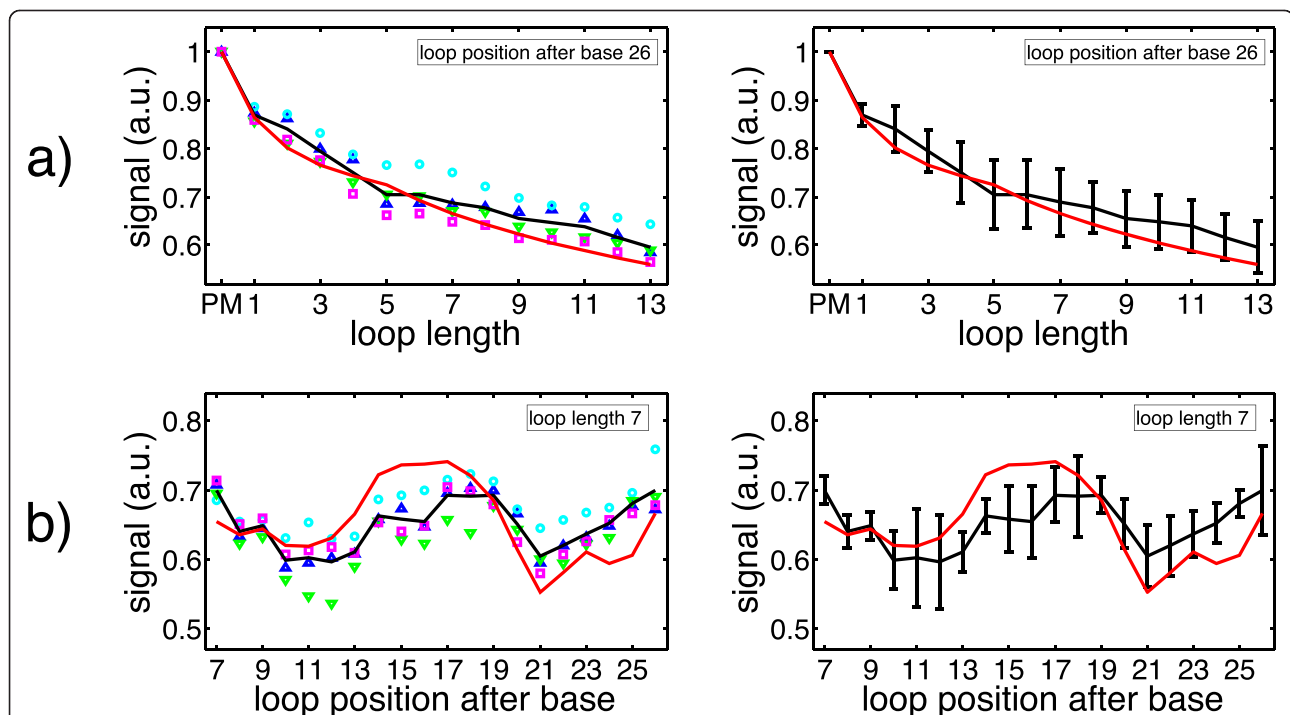 a)
loop position after base 26
signal (a.u.)
1
0.9
0.8
0.7
0.6
PM 1 3 5 7 9 11 13
loop length
loop position after base 26
signal (a.u.)
1
0.9
0.8
0.7
0.6
PM 1 3 5 7 9 11 13
loop length
b)
loop length 7
signal (a.u.)
0.8
0.7
0.6
0.5
7 9 11 13 15 17 19 21 23 25
loop position after base
loop length 7
signal (a.u.)
0.8
0.7
0.6
0.5
7 9 11 13 15 17 19 21 23 25
loop position after base